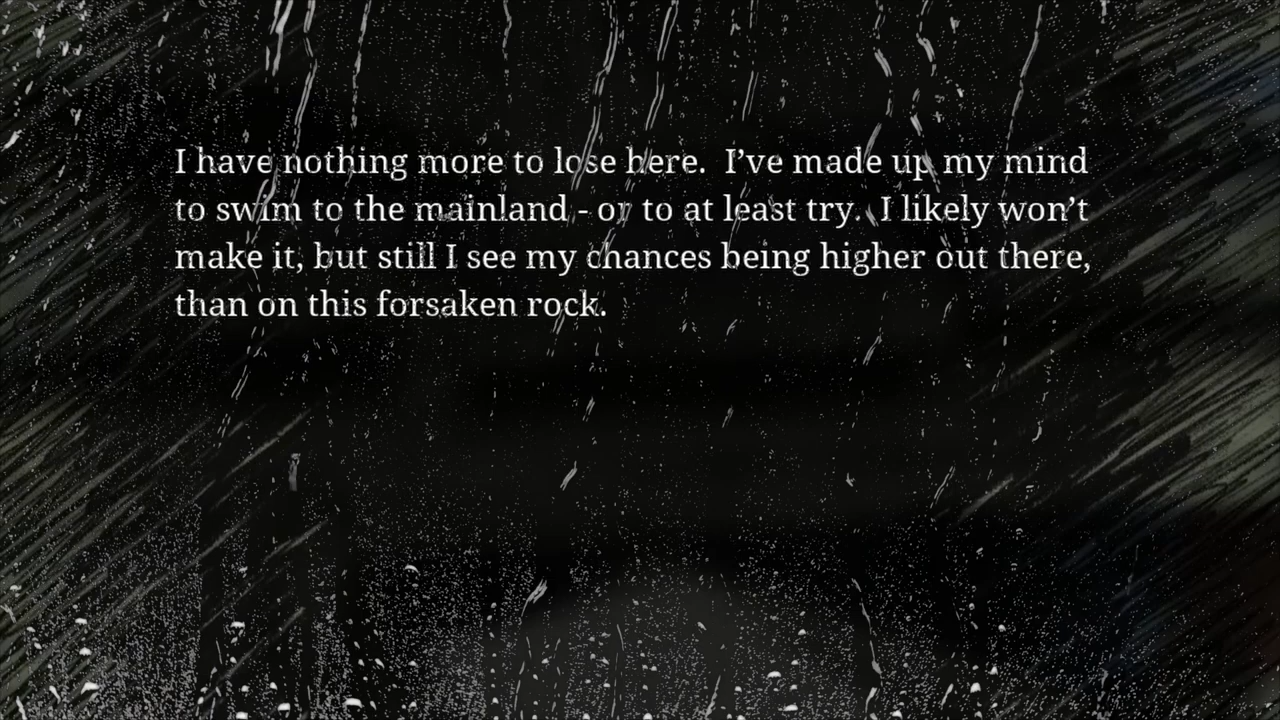 I have nothing more to lose here.  I’ve made up my mind
to swim to the mainland - or to at least try.  I likely won’t
make it, but still I see my chances being higher out there,
than on this forsaken rock.